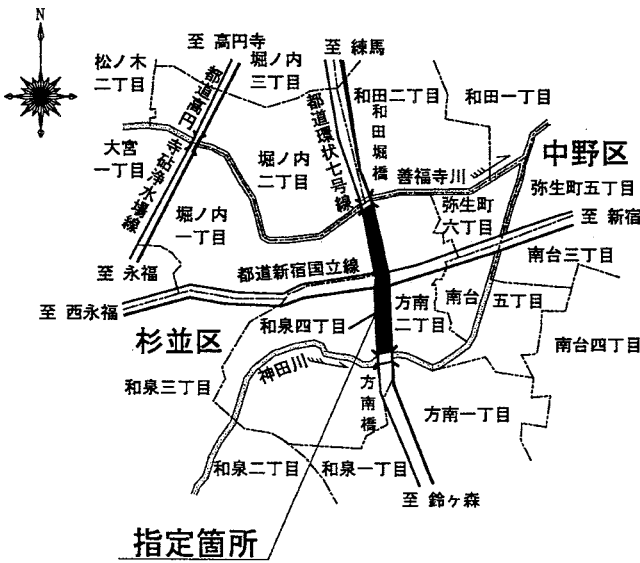 N
至 高円寺
至 練馬
松ノ木
二丁目
堀ノ内
三丁目
都道高円寺砧浄水場線
都道環状七号線
和田二丁目
和田一丁目
和田堀橋
大宮
一丁目
堀ノ内
二丁目
善福寺川
中野区
弥生町五丁目
弥生町
六丁目
堀ノ内
一丁目
至 新宿
至 永福
都道新宿国立線
南台三丁目
至 西永福
方南
二丁目
南台
五丁目
和泉四丁目
杉並区
南台四丁目
神田川
和泉三丁目
方南橋
方南一丁目
和泉二丁目
和泉一丁目
至 鈴ヶ森
指定箇所